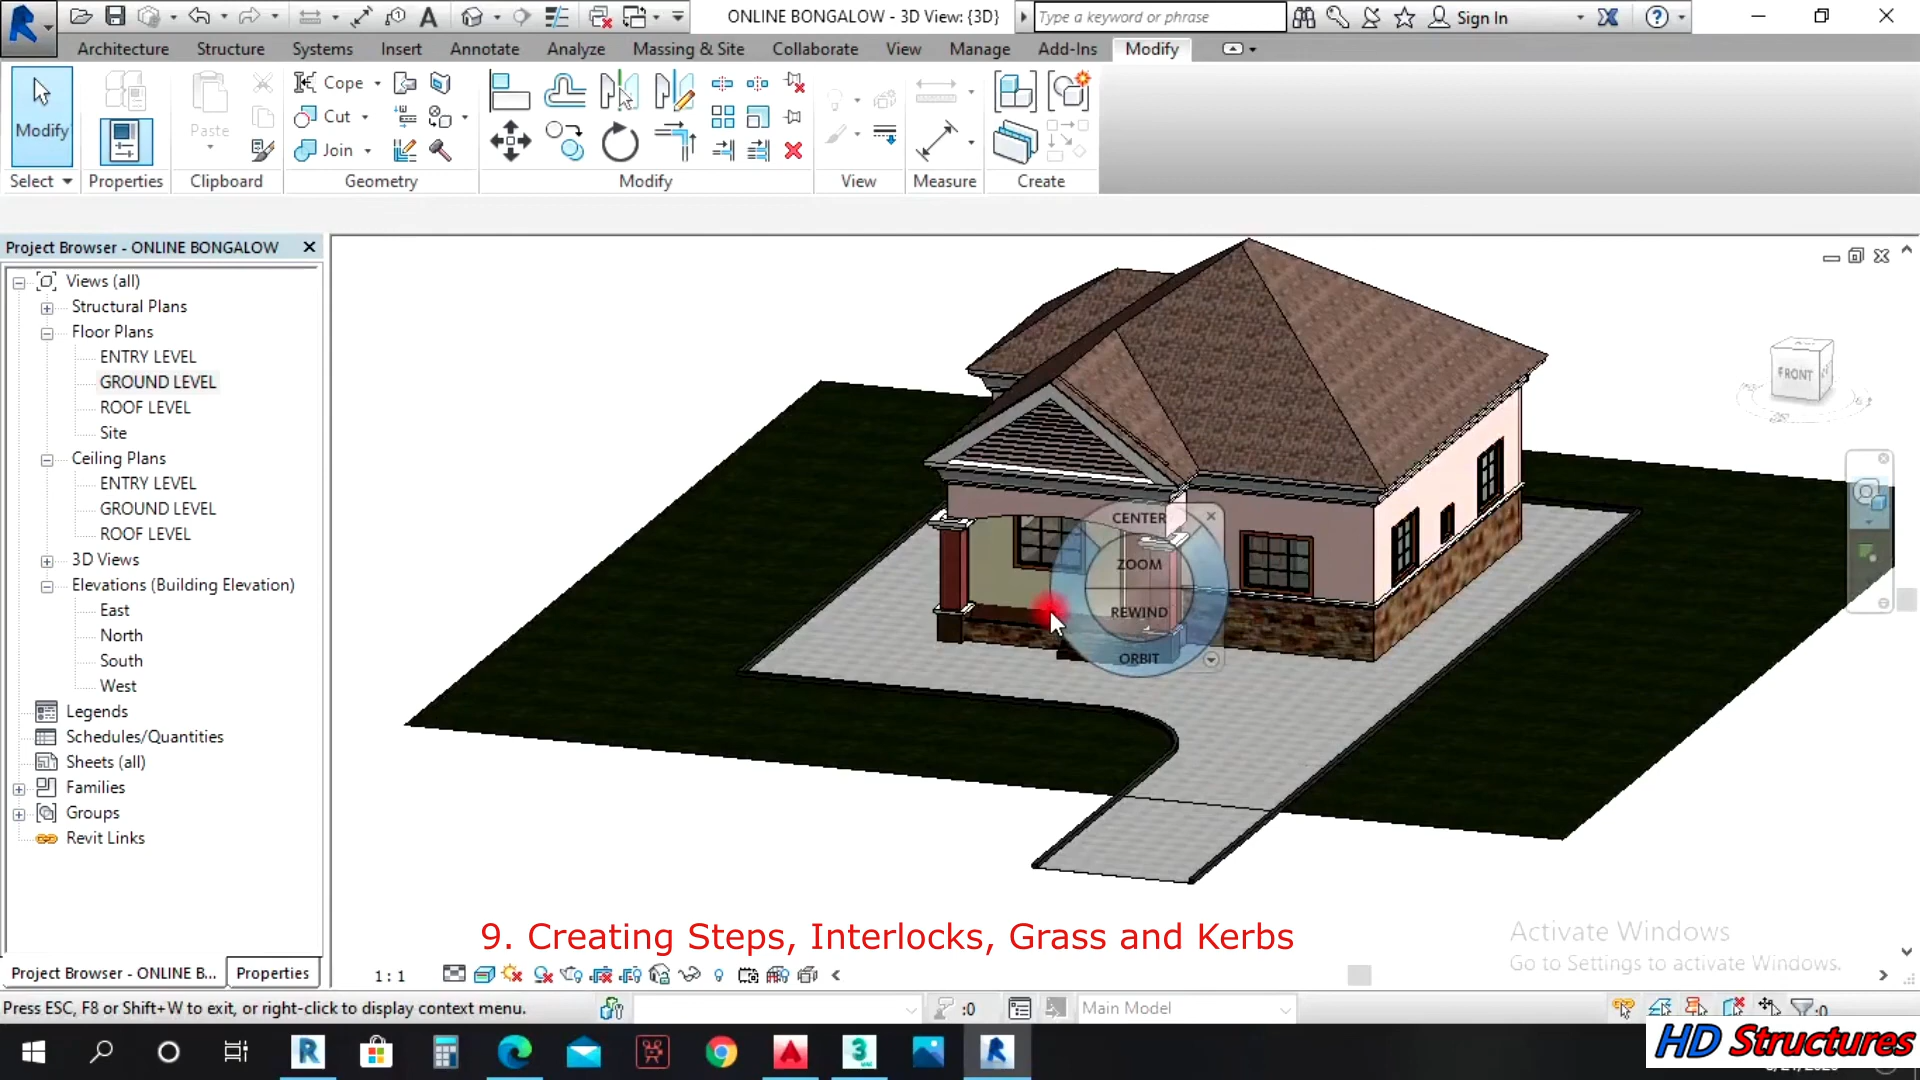 ONLINE BONGALOW - 3D View: {3D}
Type a keyword or phrase
Sign In
Architecture
Structure
Systems
Insert
Annotate
Analyze
Massing & Site
Collaborate
View
Manage
Add-Ins
Modify
Modify
Paste
Cope
Cut
Join
Select
Properties
Clipboard
Geometry
Modify
View
Measure
Create
Project Browser - ONLINE BONGALOW
Views (all)
Structural Plans
Floor Plans
ENTRY LEVEL
GROUND LEVEL
ROOF LEVEL
Site
Ceiling Plans
ENTRY LEVEL
GROUND LEVEL
ROOF LEVEL
3D Views
Elevations (Building Elevation)
East
North
South
West
Legends
Schedules/Quantities
Sheets (all)
Families
Groups
Revit Links
FRONT
CENTER
ZOOM
REWIND
ORBIT
9. Creating Steps, Interlocks, Grass and Kerbs
Activate Windows
Go to Settings to activate Windows.
Project Browser - ONLINE B...
Properties
1 : 1
Press ESC, F8 or Shift+W to exit, or right-click to display context menu.
:0
Main Model
:0
HD Structures